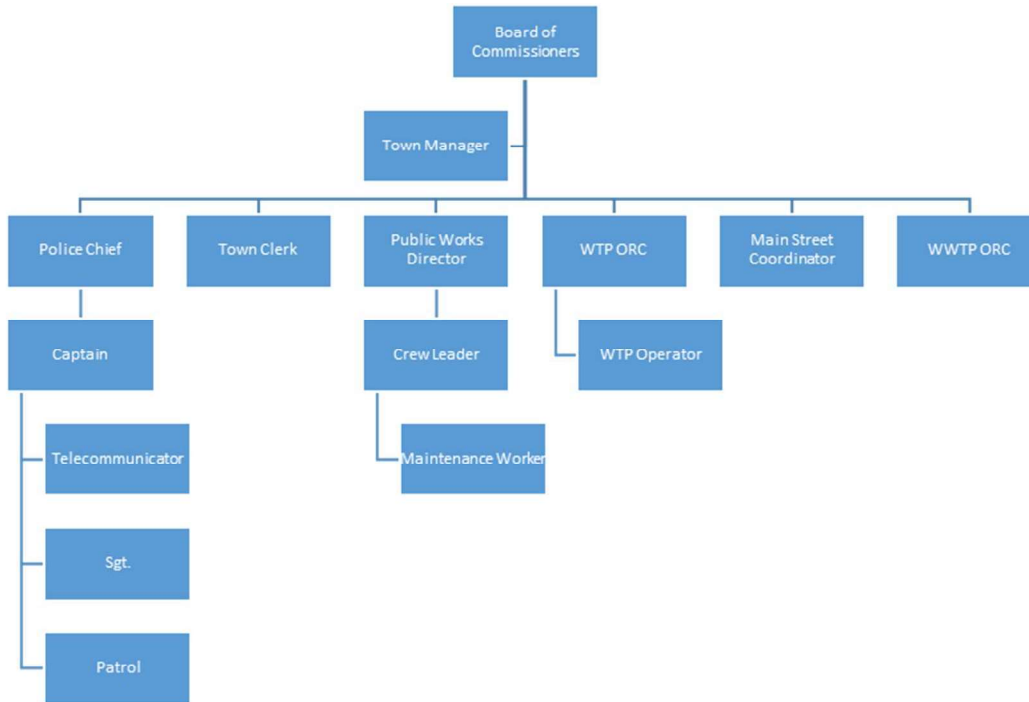 Board of
Commissioners
Town Manager
Police Chief
Town Clerk
Public Works
Director
WTP ORC
Main Street
Coordinator
WWTP ORC
Captain
Crew Leader
WTP Operator
Telecommunicator
Maintenance Worker
Sgt.
Patrol